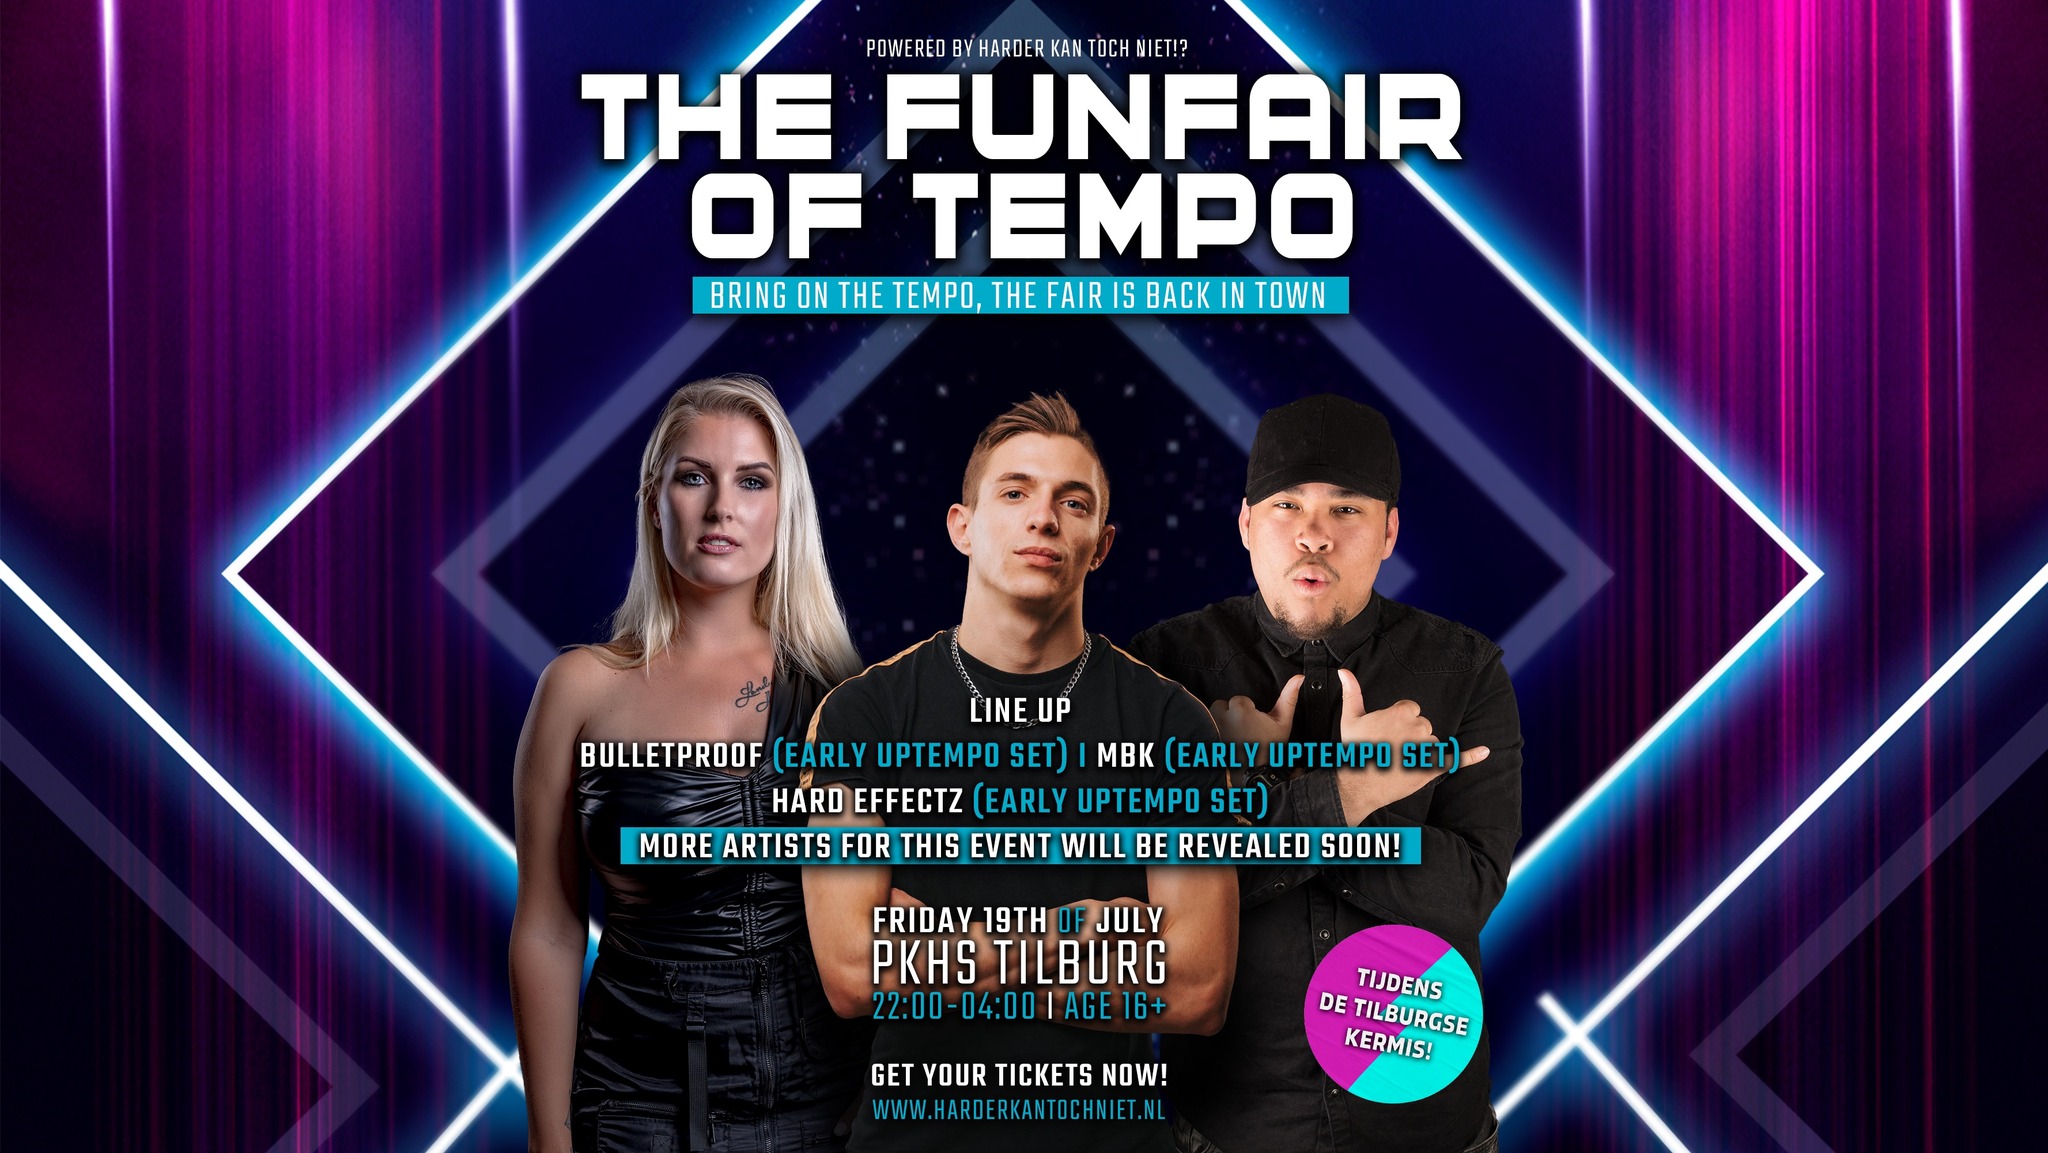 POWERED BY HARDER KAN TOCH NIET!?
THE FUNFAIR
OF TEMPO
BRING ON THE TEMPO, THE FAIR IS BACK IN TOWN
LINE UP
BULLETPROOF (EARLY UPTEMPO SET) | MBK (EARLY UPTEMPO SET)
HARD EFFECTZ (EARLY UPTEMPO SET)
MORE ARTISTS FOR THIS EVENT WILL BE REVEALED SOON!
FRIDAY 19TH OF JULY
PKHS TILBURG
22:00-04:00 | AGE 16+
GET YOUR TICKETS NOW!
WWW.HARDERKANTOCHNIET.NL
TIJDENS
DE TILBURGSE
KERMIS!